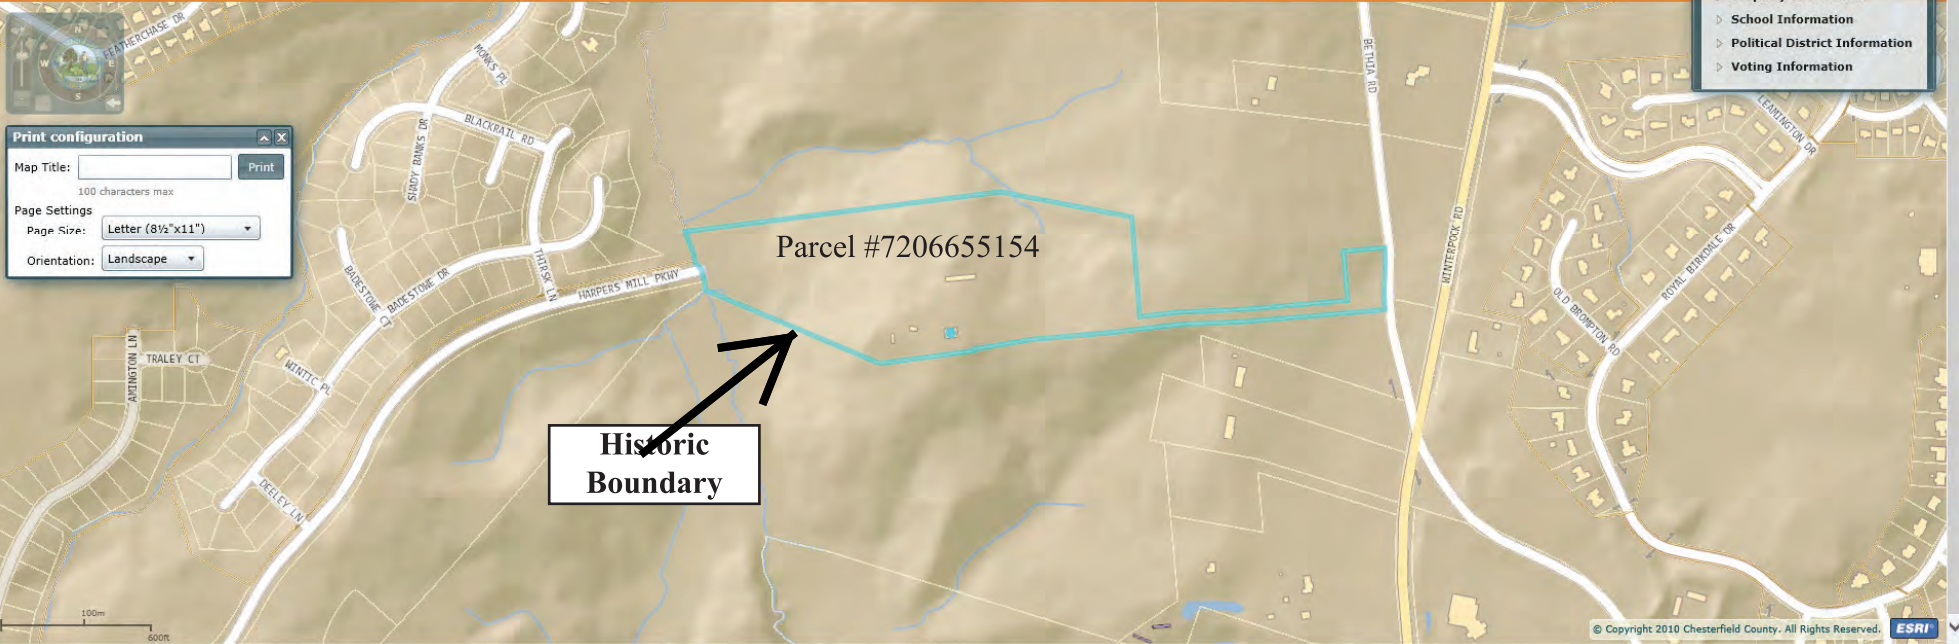 School Information
Political District Information
Voting Information
FEATHERCHASE DR
N
W
E
S
MONKS PL
BLACKRAIL RD
SHADY BANKS DR
BETHIA RD
LEAMINGTON DR
Print configuration
Map Title:
Print
100 characters max
Page Settings
Page Size:
Letter (8½"x11")
Orientation:
Landscape
Parcel #7206655154
WINTERPOCK RD
ROYAL BIRKDALE DR
OLD BROMPTON RD
THIRSK LN
HARPERS MILL PKWY
BADESTOWE CT
BADESTOWE DR
AMINGTON LN
TRALEY CT
WINTIC PL
DEELEY LN
Historic
Boundary
100m
600ft
© Copyright 2010 Chesterfield County. All Rights Reserved.
ESRI